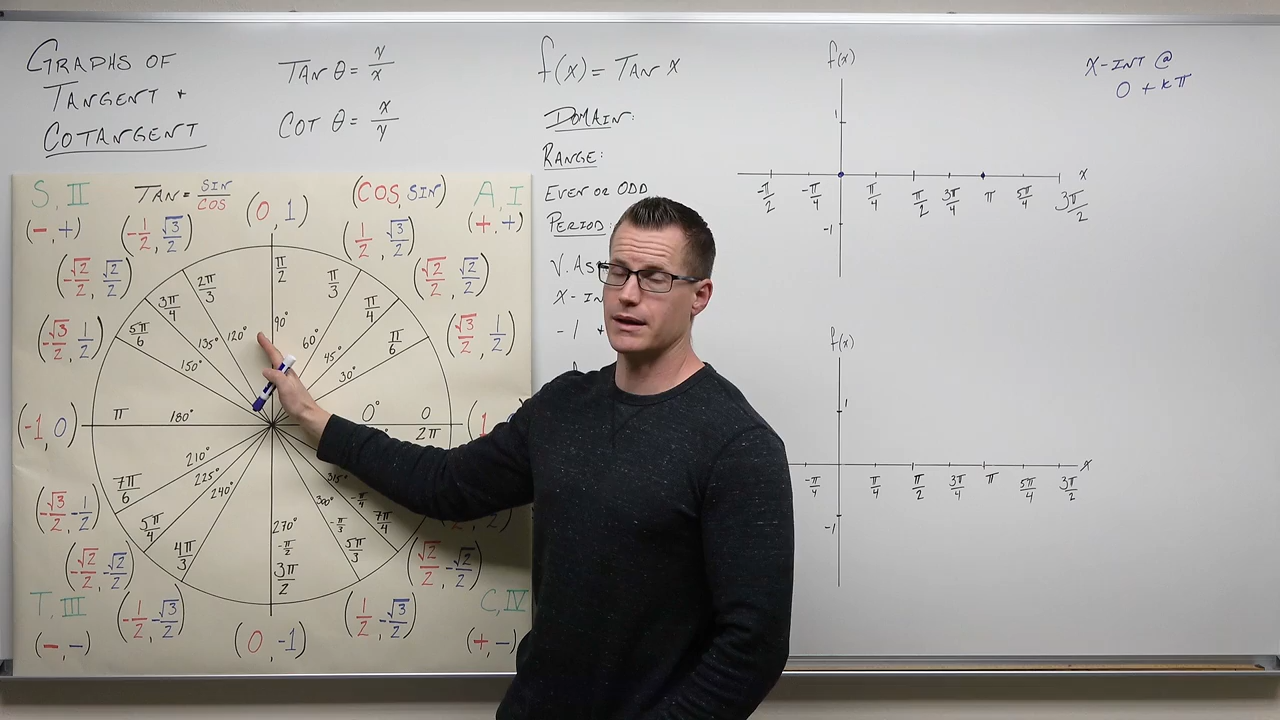 GRAPHS OF
TANGENT +
COTANGENT
TAN θ = y/x
COT θ = x/y
f(x) = TAN X
DOMAIN:
RANGE:
EVEN OR ODD
PERIOD:
V. AS
X-IN
-1 +
X-INT @
0 + kπ
f(x)
1
-1
x
-π/2 -π/4 π/4 π/2 3π/4 π 5π/4 3π/2
f(x)
1
-1
x
-π/4 π/4 π/2 3π/4 π 5π/4 3π/2
S, II
(-, +)
TAN = SIN/COS
(COS, SIN)
A, I
(+, +)
(0, 1)
(-1/2, √3/2)
(1/2, √3/2)
(-√2/2, √2/2)
(√2/2, √2/2)
(-√3/2, 1/2)
(√3/2, 1/2)
π/2
2π/3 π/3
3π/4 π/4
5π/6 π/6
90°
120° 60°
135° 45°
150° 30°
(-1, 0)
π 180° 0° 0
2π
(1,
210°
225°
240°
7π/6
5π/4
4π/3
270°
-π/2
3π/2
300° -π/3 5π/3
315° -π/4 7π/4
(-√3/2, -1/2)
(-√2/2, -√2/2)
(√2/2, -√2/2)
(-1/2, -√3/2)
(1/2, -√3/2)
(0, -1)
T, III
(-, -)
C, IV
(+, -)